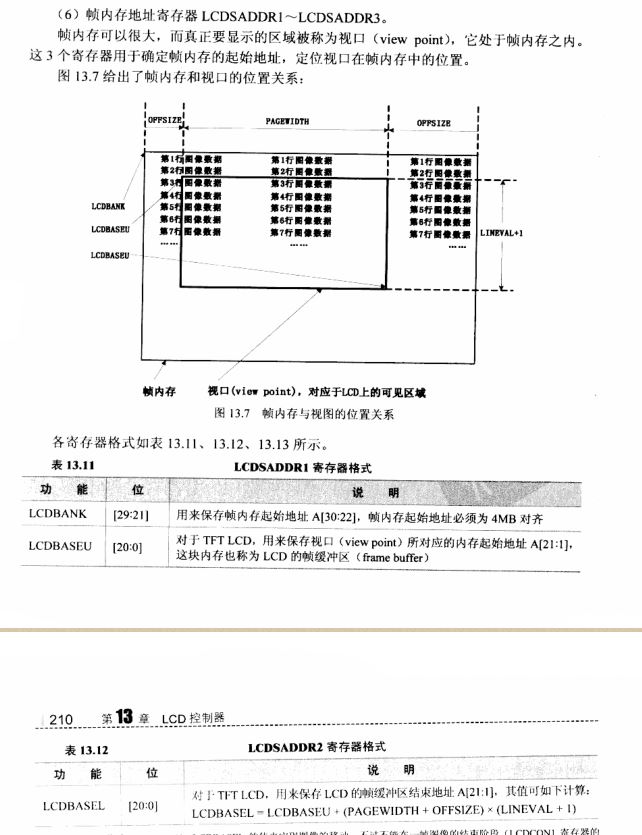 （6）帧内存地址寄存器 LCDSADDR1～LCDSADDR3。
帧内存可以很大，而真正要显示的区域被称为视口（view point），它处于帧内存之内。
这 3 个寄存器用于确定帧内存的起始地址，定位视口在帧内存中的位置。
图 13.7 给出了帧内存和视口的位置关系：
OFFSIZE PAGEWIDTH OFFSIZE
第1行图像数据 第1行图像数据 第1行图像数据
第2行图像数据 第2行图像数据 第2行图像数据
第3行图像数据 第3行图像数据 第3行图像数据
第4行图像数据 第4行图像数据 第4行图像数据
LCDBANK 第5行图像数据 第5行图像数据 第5行图像数据
第6行图像数据 第6行图像数据 第6行图像数据
LCDBASEU 第7行图像数据 第7行图像数据 第7行图像数据 LINEVAL+1
…… …… ……
LCDBASEU
帧内存 视口(view point)，对应于LCD上的可见区域
图 13.7 帧内存与视图的位置关系
各寄存器格式如表 13.11、13.12、13.13 所示。
表 13.11 LCDSADDR1 寄存器格式
功 能 位 说 明
LCDBANK [29:21] 用来保存帧内存起始地址 A[30:22]，帧内存起始地址必须为 4MB 对齐
LCDBASEU [20:0] 对于 TFT LCD，用来保存视口（view point）所对应的内存起始地址 A[21:1]，
这块内存也称为 LCD 的帧缓冲区（frame buffer）
210 第 13 章 LCD 控制器
表 13.12 LCDSADDR2 寄存器格式
功 能 位 说 明
LCDBASEL [20:0] 对于 TFT LCD，用来保存 LCD 的帧缓冲区结束地址 A[21:1]，其值可如下计算：
LCDBASEL = LCDBASEU + (PAGEWIDTH + OFFSIZE) × (LINEVAL + 1)